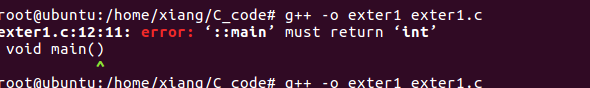 root@ubuntu:/home/xiang/C_code# g++ -o exter1 exter1.c
exter1.c:12:11: error: ‘::main’ must return ‘int’
void main()
^
root@ubuntu:/home/xiang/C_code# g++ -o exter1 exter1.c